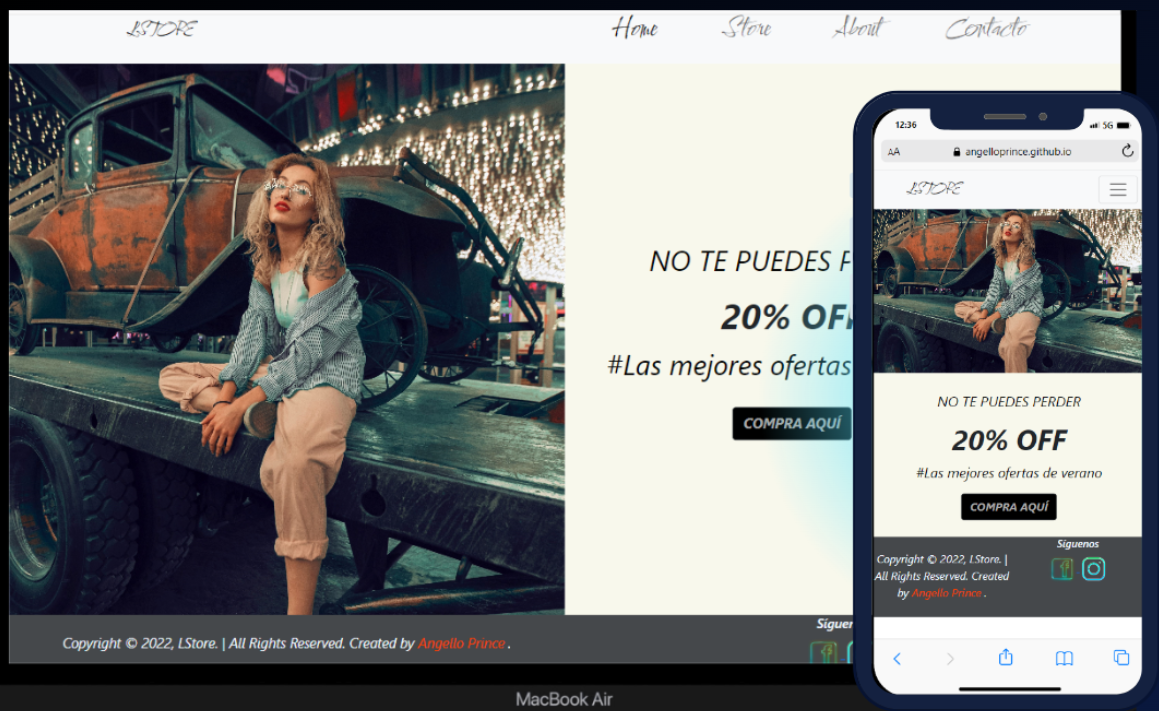 LSTORE
Home Store About Contacto
NO TE PUEDES
20% OFF
#Las mejores ofertas
COMPRA AQUÍ
Copyright © 2022, LStore. | All Rights Reserved. Created by Angello Prince .
MacBook Air
12:36
5G
AA angelloprince.github.io
LSTORE
NO TE PUEDES PERDER
20% OFF
#Las mejores ofertas de verano
COMPRA AQUÍ
Síguenos
Copyright © 2022, LStore. |
All Rights Reserved. Created
by Angello Prince .